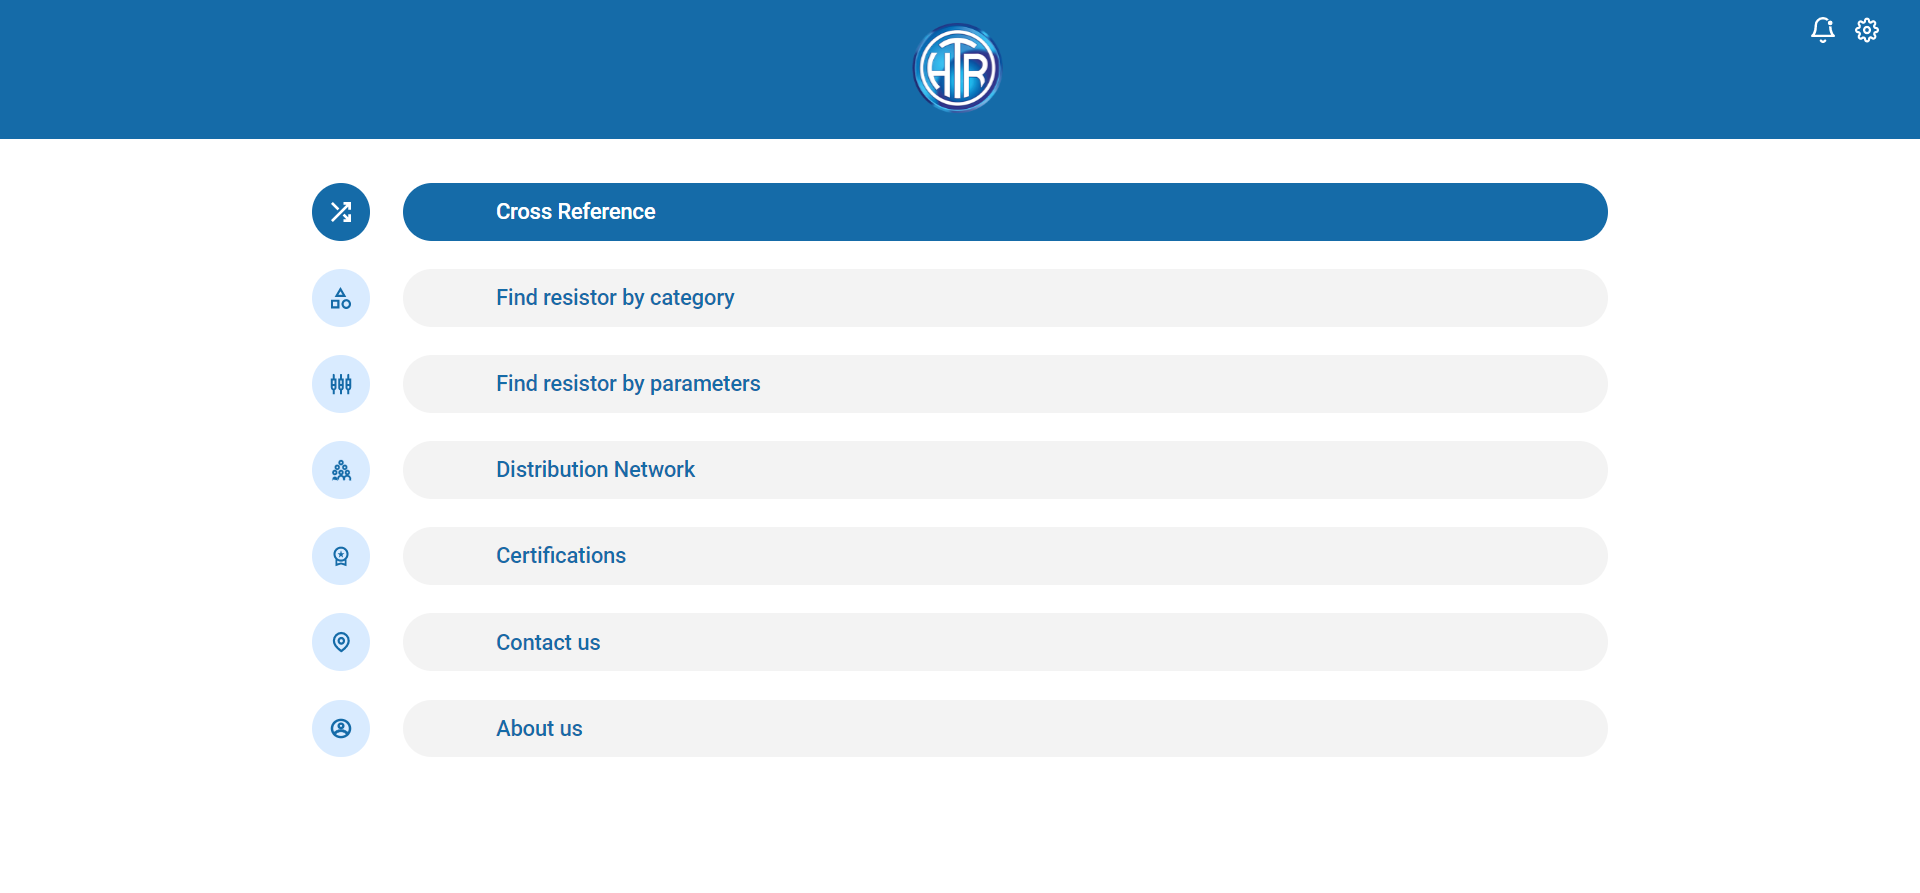 HTR
Cross Reference
Find resistor by category
Find resistor by parameters
Distribution Network
Certifications
Contact us
About us